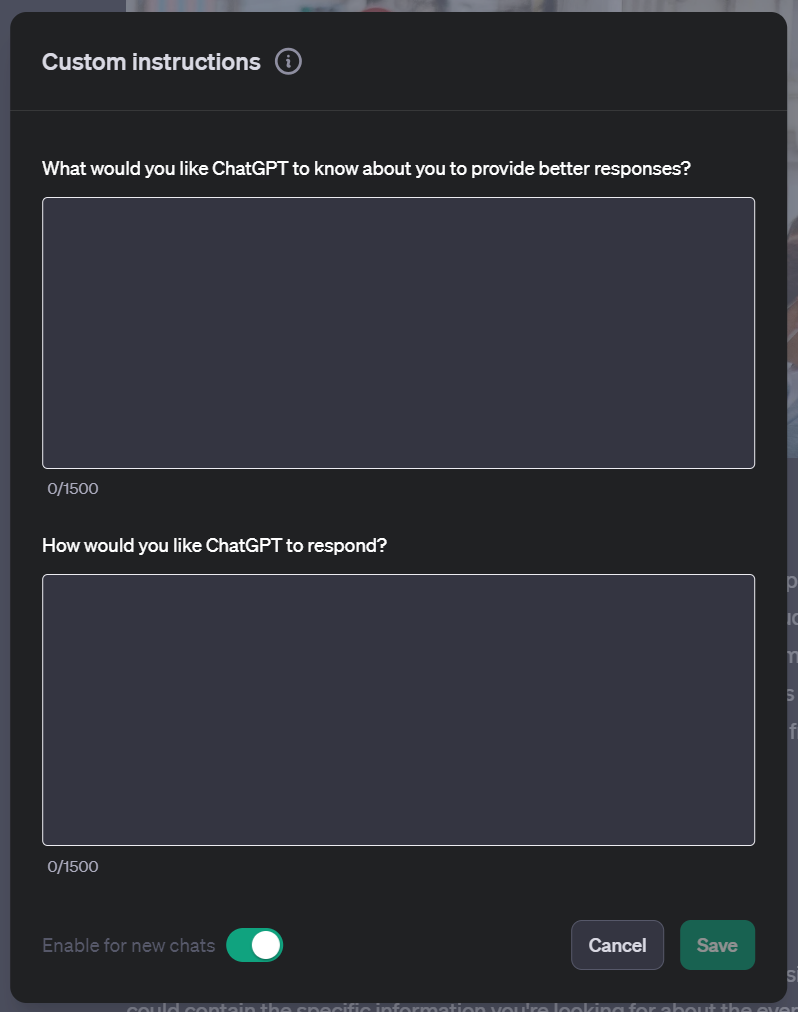 Custom instructions
What would you like ChatGPT to know about you to provide better responses?
0/1500
How would you like ChatGPT to respond?
0/1500
Enable for new chats
Cancel
Save
could contain the specific information you're looking for about the